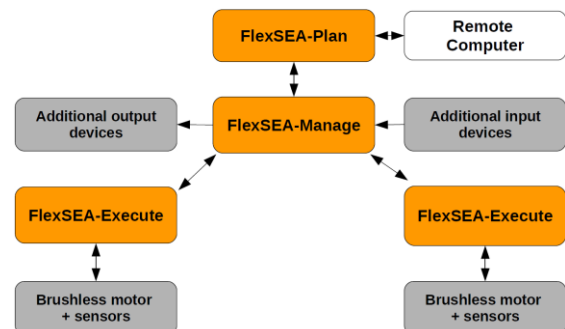 FlexSEA-Plan
Remote
Computer
Additional output
devices
FlexSEA-Manage
Additional input
devices
FlexSEA-Execute
FlexSEA-Execute
Brushless motor
+ sensors
Brushless motor
+ sensors